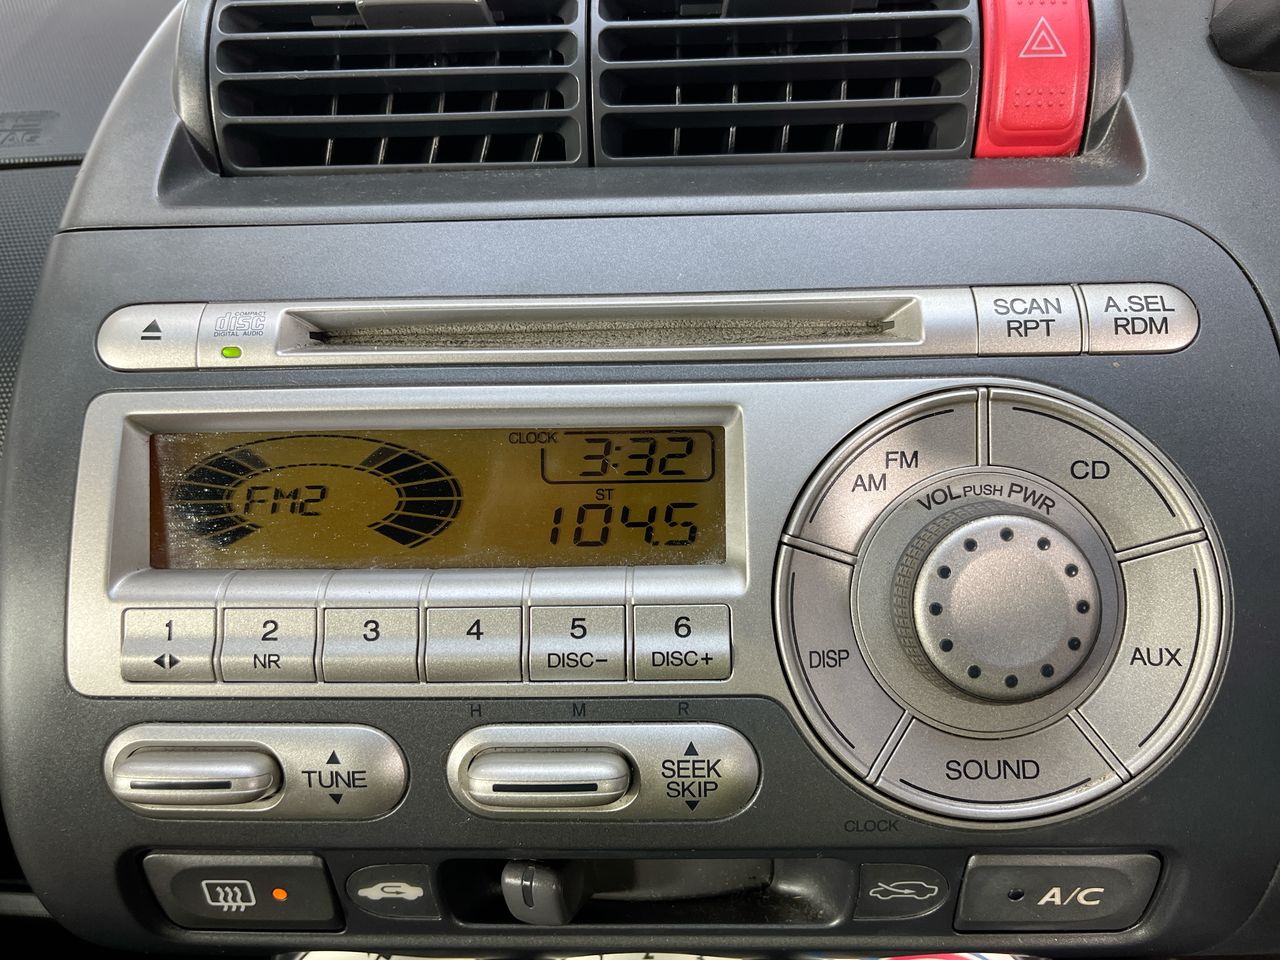 COMPACT
disc
DIGITAL AUDIO
SCAN
RPT
A.SEL
RDM
CLOCK 3:32
FM2
ST
104.5
FM
AM
CD
VOL PUSH PWR
DISP
AUX
SOUND
1
2
NR
3
4
5
DISC-
6
DISC+
H M R
TUNE
SEEK
SKIP
CLOCK
A/C